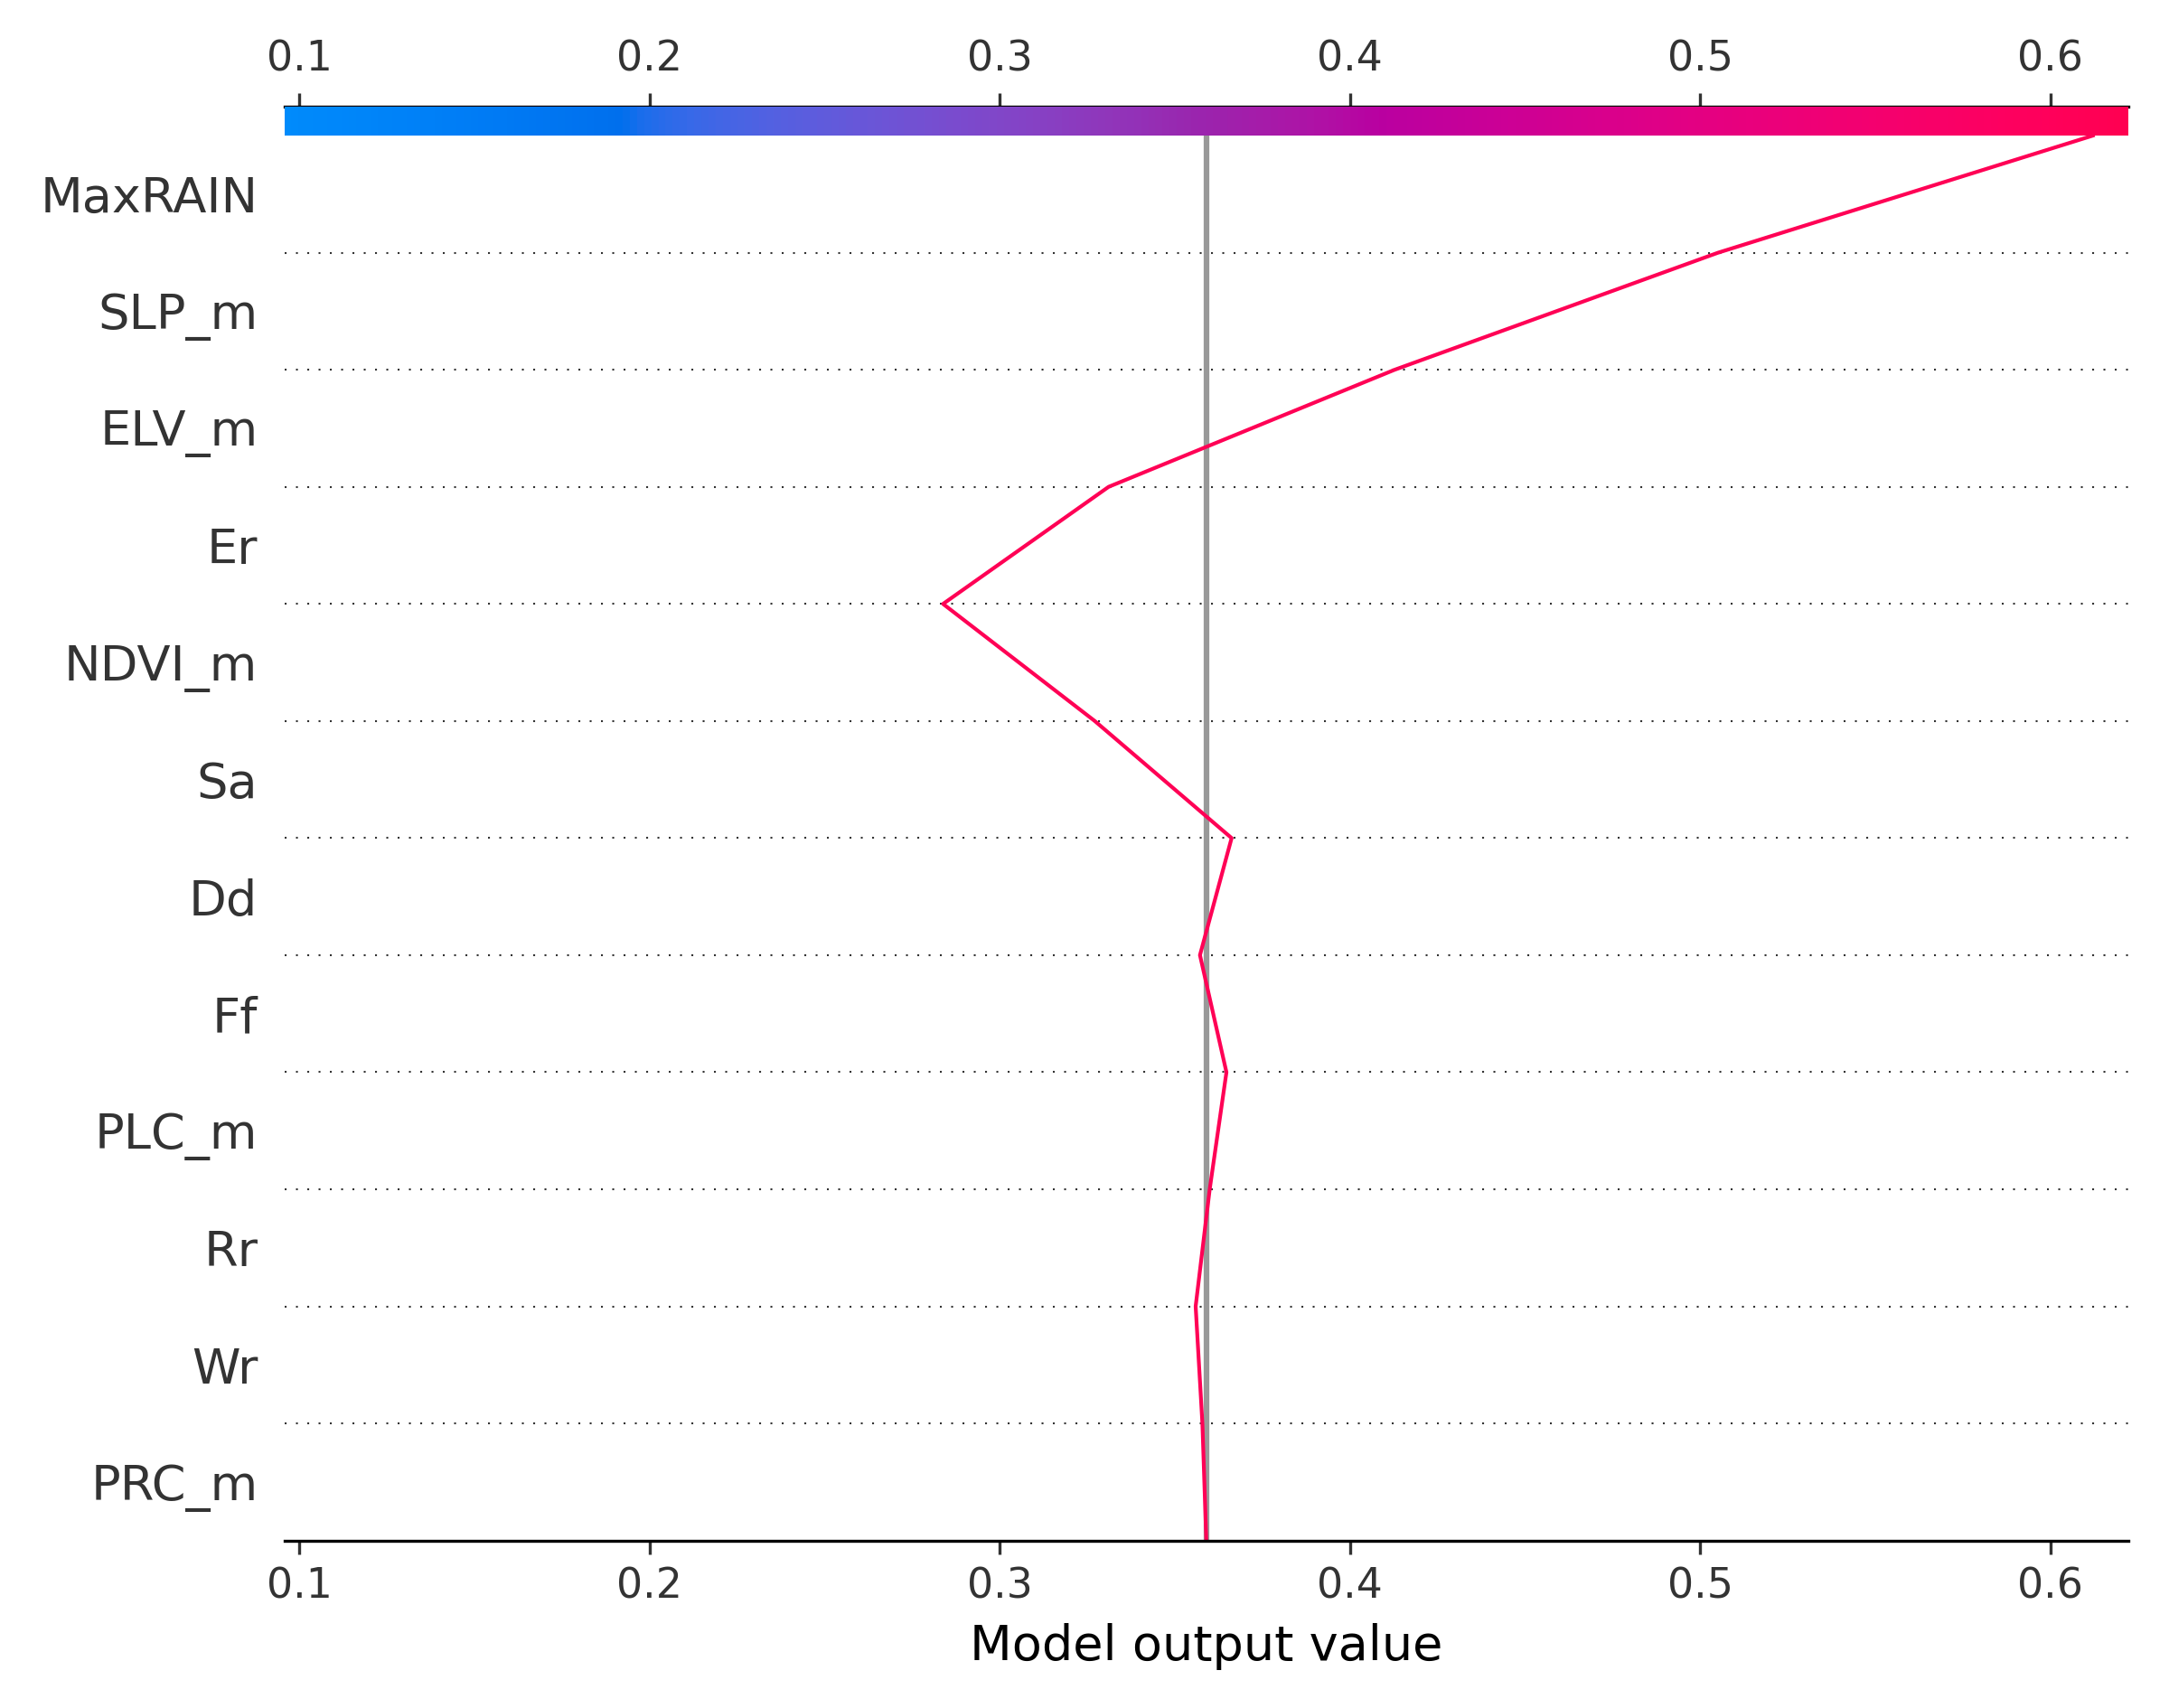 0.1 0.2 0.3 0.4 0.5 0.6
MaxRAIN
SLP_m
ELV_m
Er
NDVI_m
Sa
Dd
Ff
PLC_m
Rr
Wr
PRC_m
0.1 0.2 0.3 0.4 0.5 0.6
Model output value